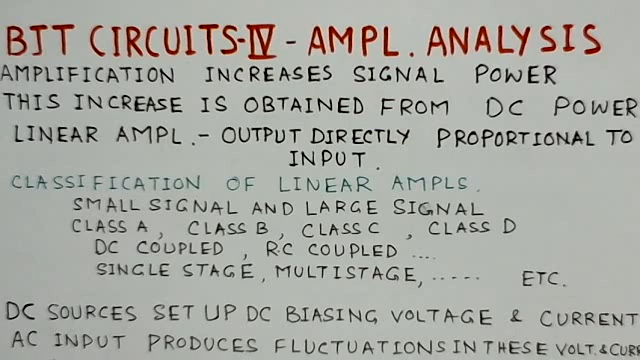 BJT CIRCUITS-IV - AMPL. ANALYSIS
AMPLIFICATION INCREASES SIGNAL POWER
THIS INCREASE IS OBTAINED FROM DC POWER
LINEAR AMPL. - OUTPUT DIRECTLY PROPORTIONAL TO
INPUT.
CLASSIFICATION OF LINEAR AMPLS.
SMALL SIGNAL AND LARGE SIGNAL
CLASS A, CLASS B, CLASS C, CLASS D
DC COUPLED, R-C COUPLED ....
SINGLE STAGE, MULTISTAGE, ..... ETC.
DC SOURCES SET UP DC BIASING VOLTAGE & CURRENT
AC INPUT PRODUCES FLUCTUATIONS IN THESE VOLT & CURR